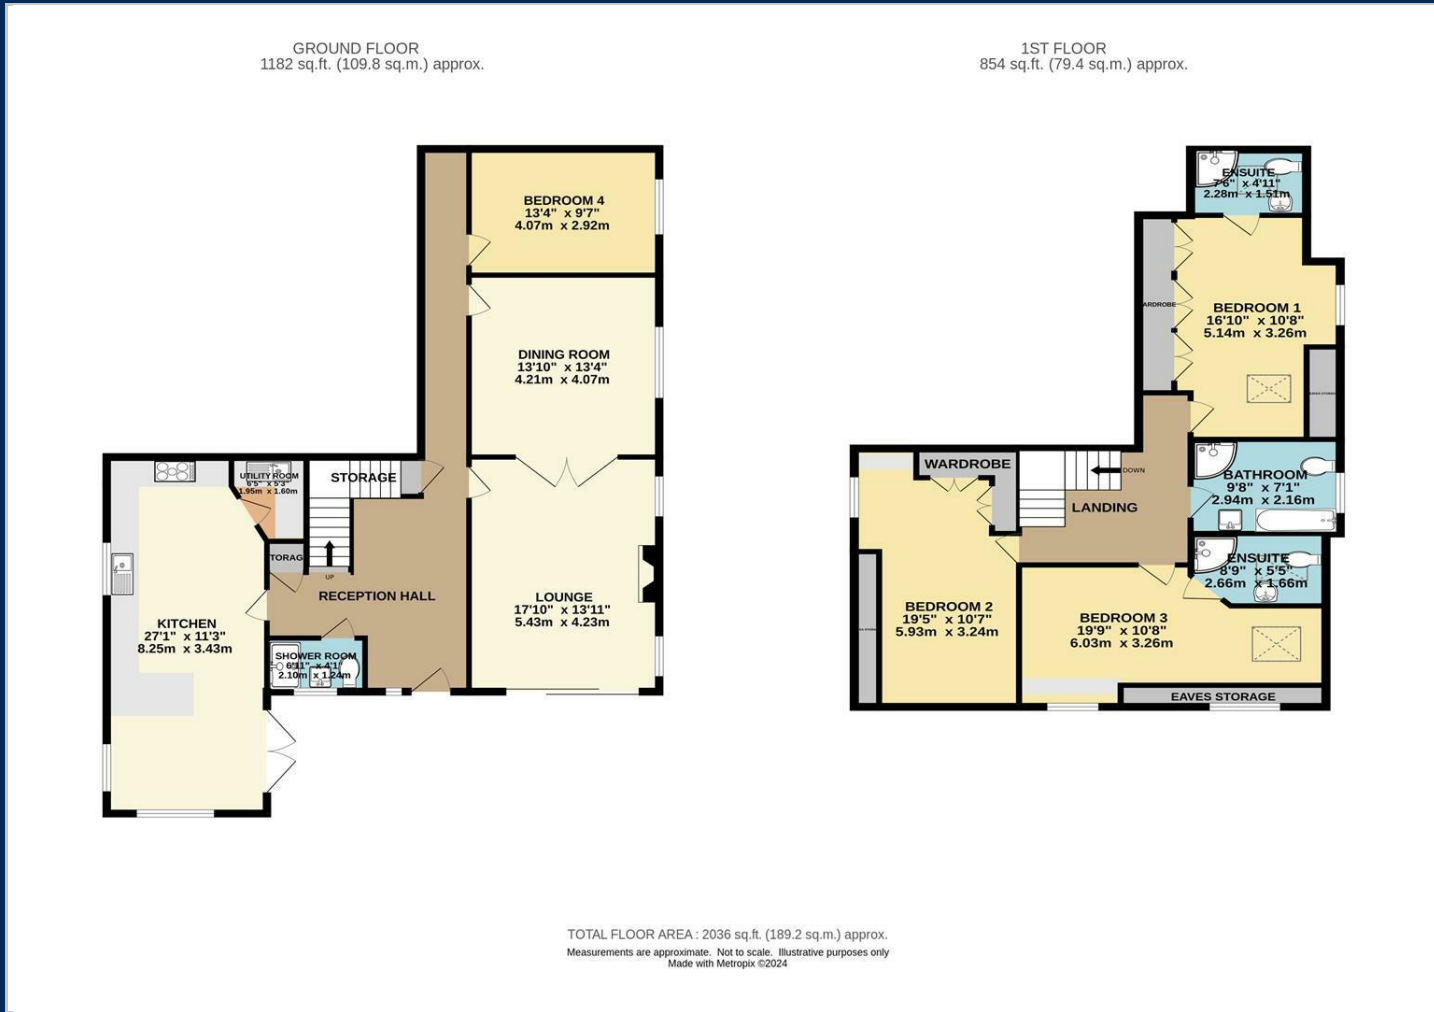 GROUND FLOOR
1182 sq.ft. (109.8 sq.m.) approx.
BEDROOM 4
13'4" x 9'7"
4.07m x 2.92m
DINING ROOM
13'10" x 13'4"
4.21m x 4.07m
UTILITY ROOM
6'5" x 5'3"
1.95m x 1.60m
STORAGE
TORAG
UP
RECEPTION HALL
LOUNGE
17'10" x 13'11"
5.43m x 4.23m
KITCHEN
27'1" x 11'3"
8.25m x 3.43m
SHOWER ROOM
6'11" x 4'1"
2.10m x 1.24m
1ST FLOOR
854 sq.ft. (79.4 sq.m.) approx.
ENSUITE
7'6" x 4'11"
2.28m x 1.51m
ARDROBE
BEDROOM 1
16'10" x 10'8"
5.14m x 3.26m
WARDROBE
DOWN
LANDING
BATHROOM
9'8" x 7'1"
2.94m x 2.16m
ENSUITE
8'9" x 5'5"
2.66m x 1.66m
BEDROOM 2
19'5" x 10'7"
5.93m x 3.24m
BEDROOM 3
19'9" x 10'8"
6.03m x 3.26m
EAVES STORAGE
TOTAL FLOOR AREA : 2036 sq.ft. (189.2 sq.m.) approx.
Measurements are approximate. Not to scale. Illustrative purposes only
Made with Metropix ©2024